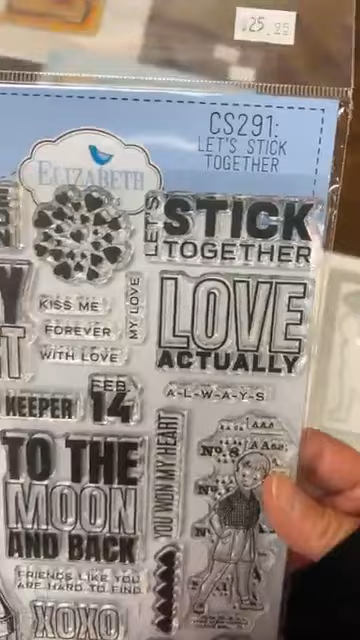 $25.25
CS291:
LET'S STICK
TOGETHER
ELIZABETH
LET'S
STICK
TOGETHER
KISS ME
FOREVER
WITH LOVE
MY LOVE
LOVE
ACTUALLY
KEEPER
FEB
14
A-L-W-A-Y-S
TO THE
MOON
AND BACK
YOU WON MY HEART
FRIENDS LIKE YOU
ARE HARD TO FIND
XOXO